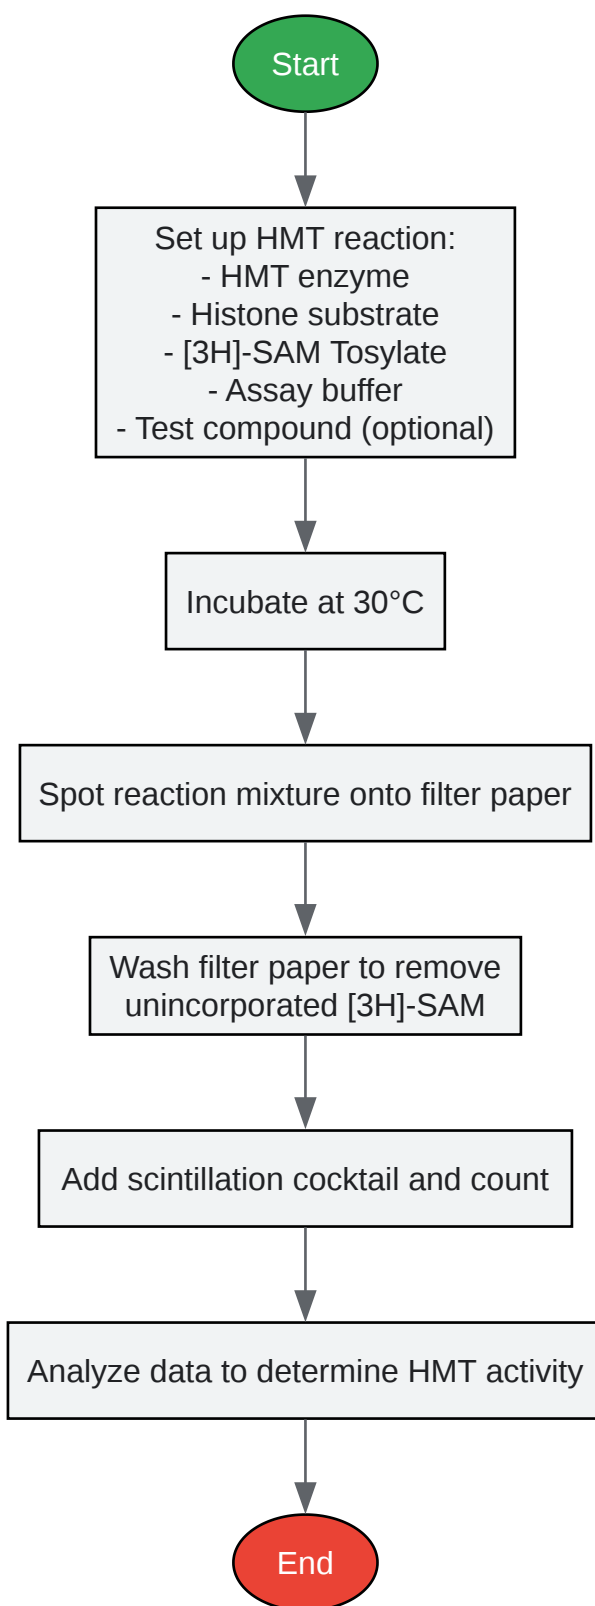 Start
Set up HMT reaction:
- HMT enzyme
- Histone substrate
- [3H]-SAM Tosylate
- Assay buffer
- Test compound (optional)
Incubate at 30°C
Spot reaction mixture onto filter paper
Wash filter paper to remove
unincorporated [3H]-SAM
Add scintillation cocktail and count
Analyze data to determine HMT activity
End